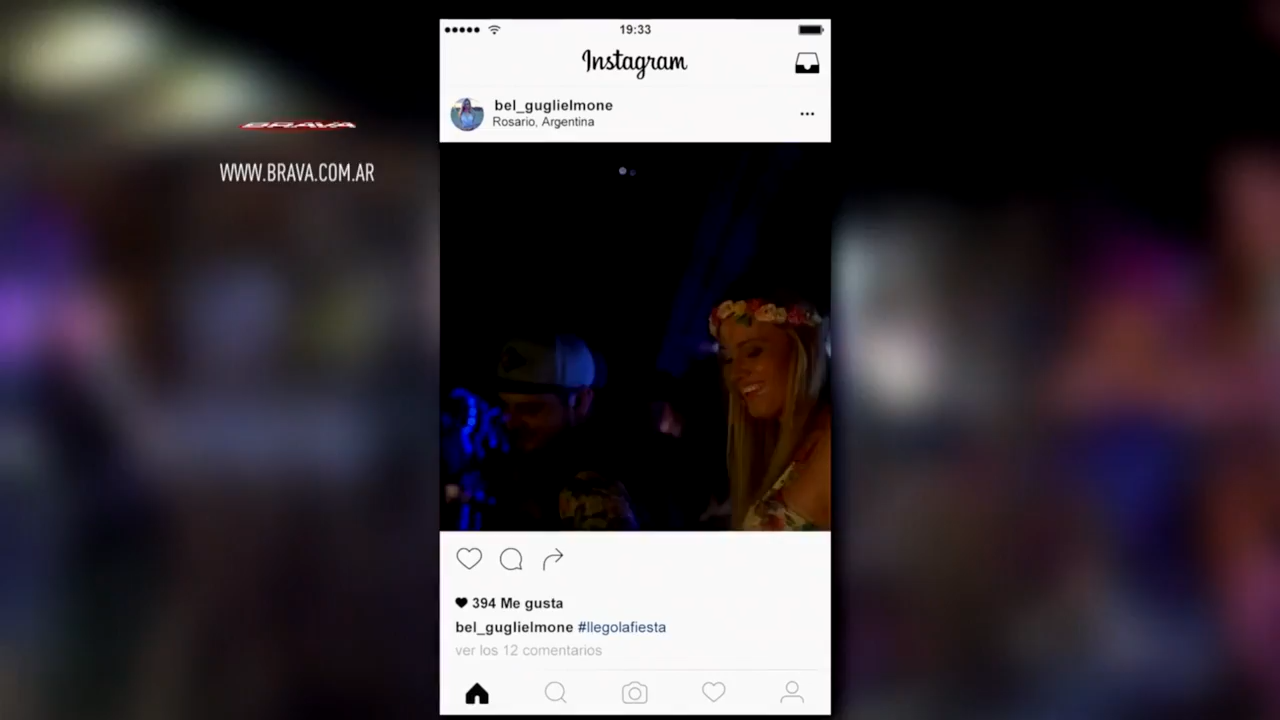 19:33
Instagram
bel_guglielmone
Rosario, Argentina
BRAVA
WWW.BRAVA.COM.AR
394 Me gusta
bel_guglielmone #llegolafiesta
ver los 12 comentarios